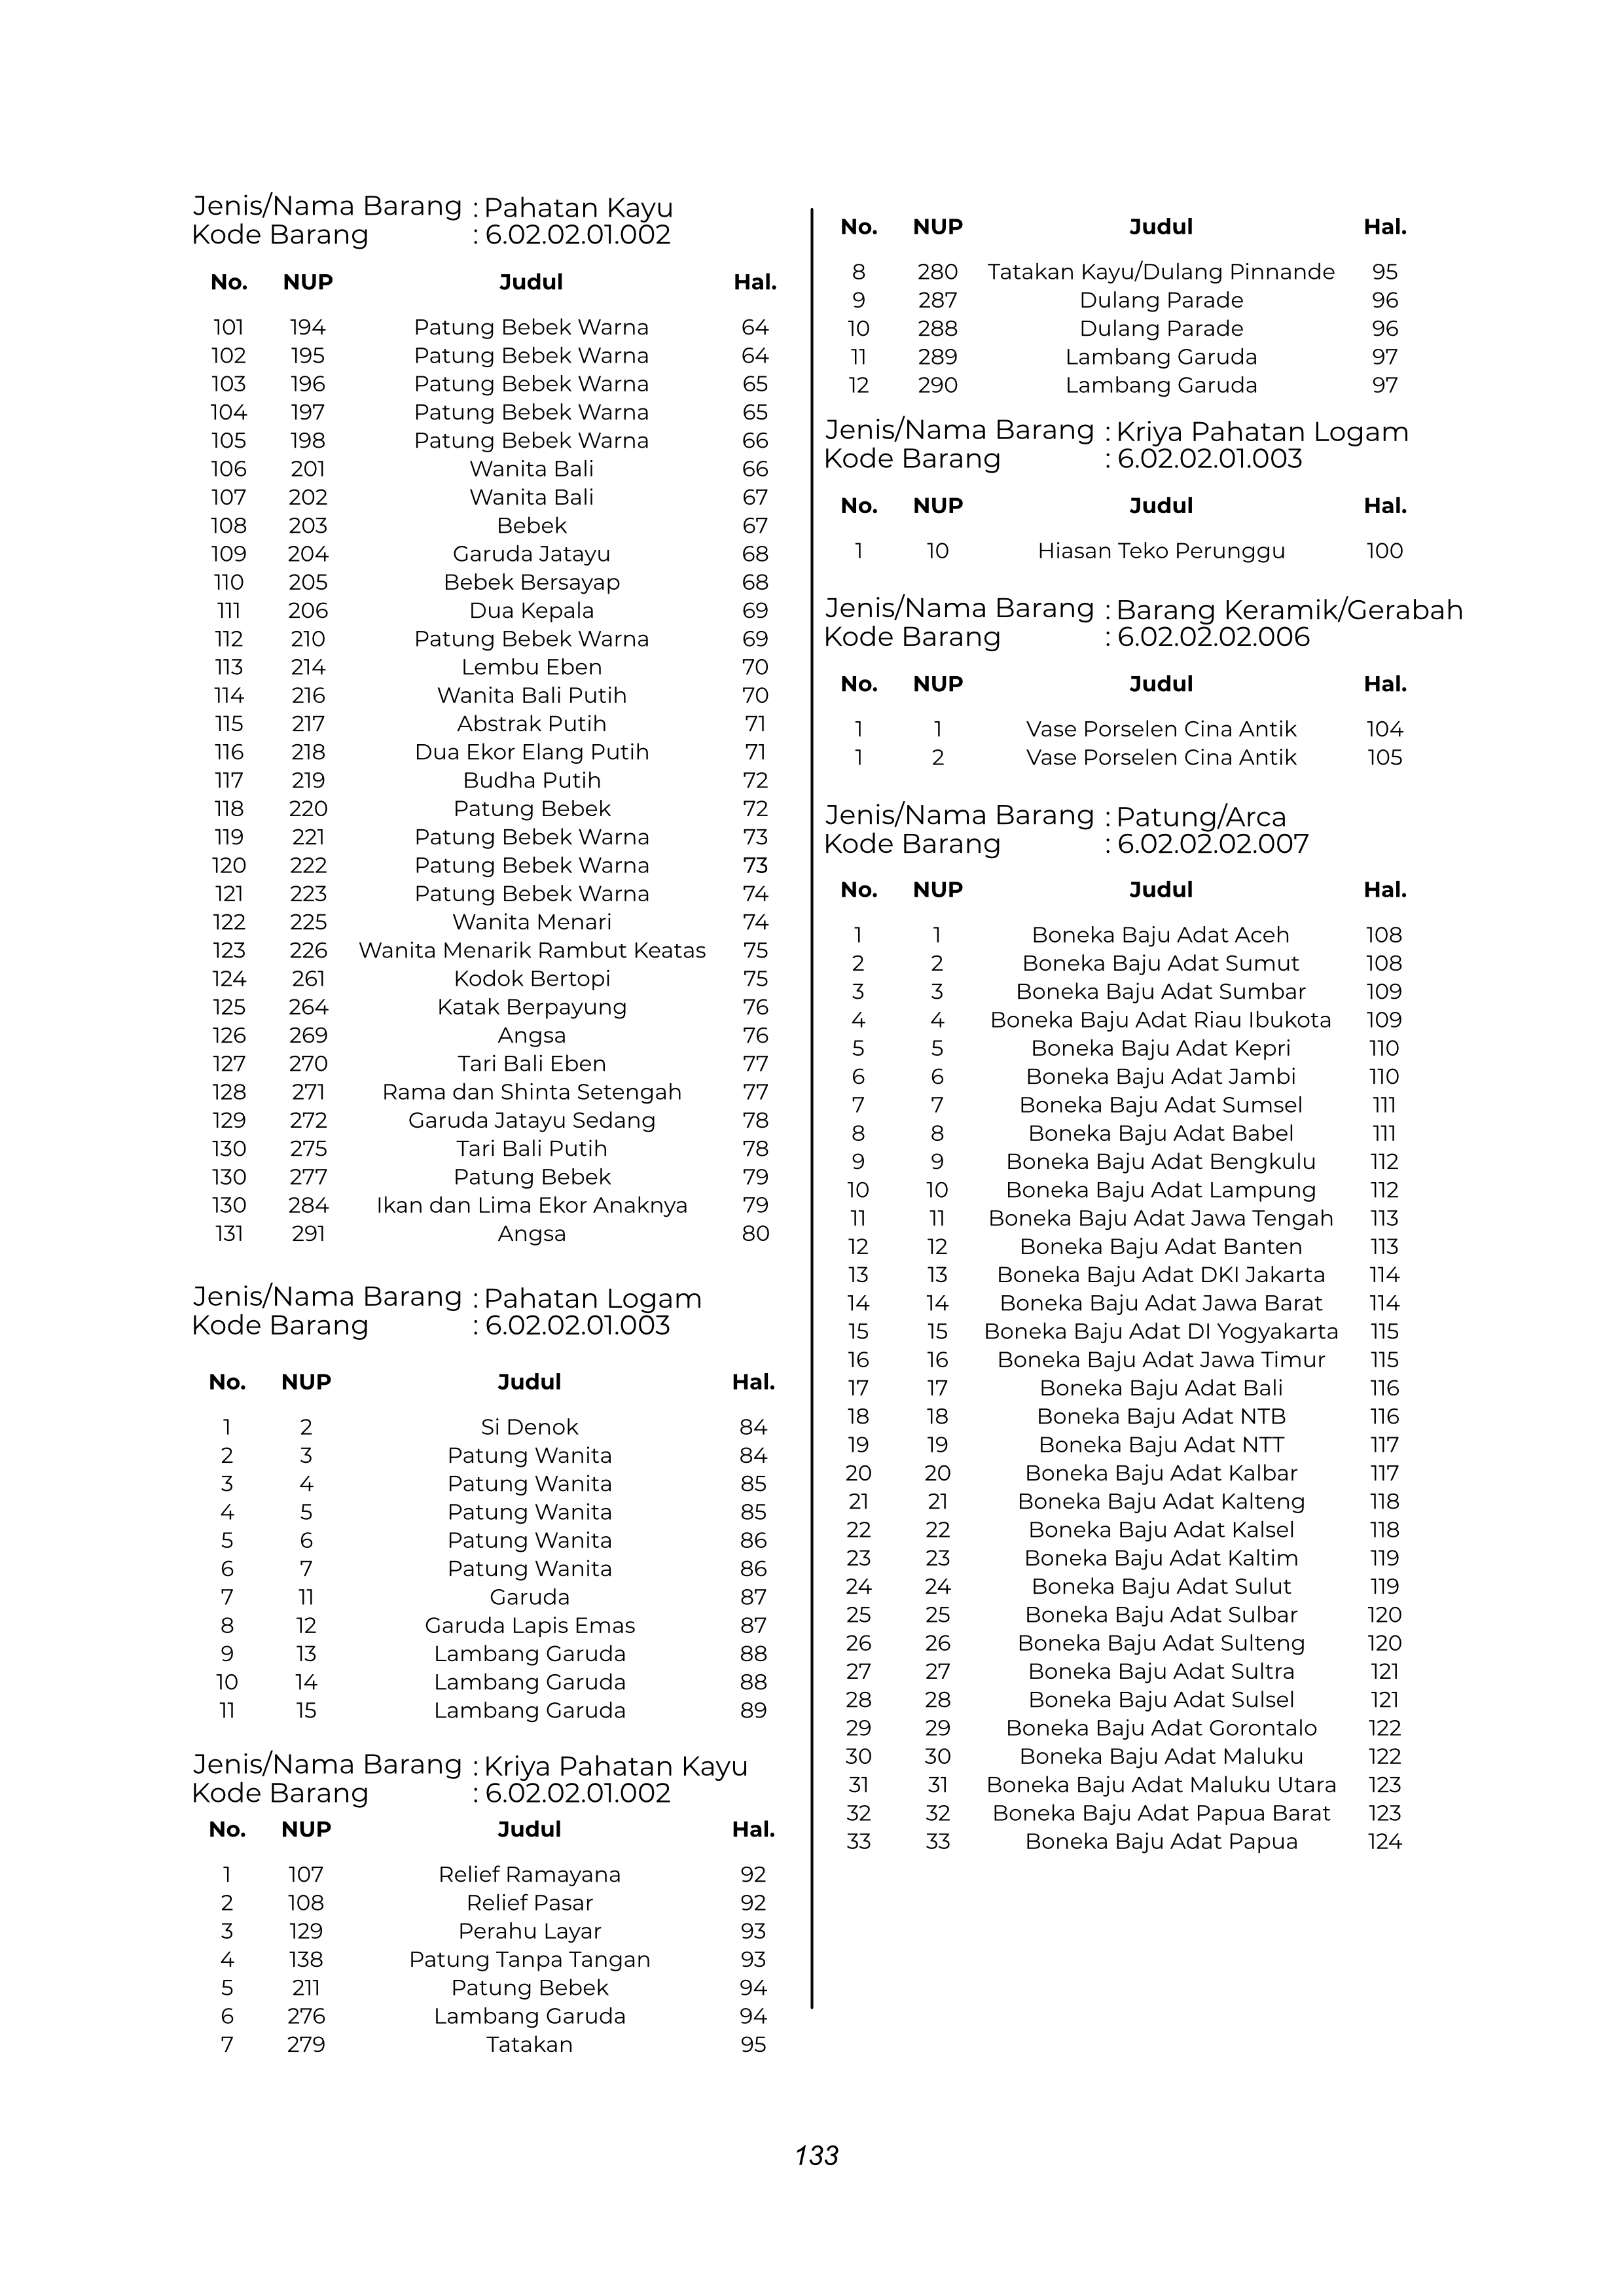 Jenis/Nama Barang : Pahatan Kayu
Kode Barang : 6.02.02.01.002
No. NUP Judul Hal.
101 194 Patung Bebek Warna 64
102 195 Patung Bebek Warna 64
103 196 Patung Bebek Warna 65
104 197 Patung Bebek Warna 65
105 198 Patung Bebek Warna 66
106 201 Wanita Bali 66
107 202 Wanita Bali 67
108 203 Bebek 67
109 204 Garuda Jatayu 68
110 205 Bebek Bersayap 68
111 206 Dua Kepala 69
112 210 Patung Bebek Warna 69
113 214 Lembu Eben 70
114 216 Wanita Bali Putih 70
115 217 Abstrak Putih 71
116 218 Dua Ekor Elang Putih 71
117 219 Budha Putih 72
118 220 Patung Bebek 72
119 221 Patung Bebek Warna 73
120 222 Patung Bebek Warna 73
121 223 Patung Bebek Warna 74
122 225 Wanita Menari 74
123 226 Wanita Menarik Rambut Keatas 75
124 261 Kodok Bertopi 75
125 264 Katak Berpayung 76
126 269 Angsa 76
127 270 Tari Bali Eben 77
128 271 Rama dan Shinta Setengah 77
129 272 Garuda Jatayu Sedang 78
130 275 Tari Bali Putih 78
130 277 Patung Bebek 79
130 284 Ikan dan Lima Ekor Anaknya 79
131 291 Angsa 80
Jenis/Nama Barang : Pahatan Logam
Kode Barang : 6.02.02.01.003
No. NUP Judul Hal.
1 2 Si Denok 84
2 3 Patung Wanita 84
3 4 Patung Wanita 85
4 5 Patung Wanita 85
5 6 Patung Wanita 86
6 7 Patung Wanita 86
7 11 Garuda 87
8 12 Garuda Lapis Emas 87
9 13 Lambang Garuda 88
10 14 Lambang Garuda 88
11 15 Lambang Garuda 89
Jenis/Nama Barang : Kriya Pahatan Kayu
Kode Barang : 6.02.02.01.002
No. NUP Judul Hal.
1 107 Relief Ramayana 92
2 108 Relief Pasar 92
3 129 Perahu Layar 93
4 138 Patung Tanpa Tangan 93
5 211 Patung Bebek 94
6 276 Lambang Garuda 94
7 279 Tatakan 95
No. NUP Judul Hal.
8 280 Tatakan Kayu/Dulang Pinnande 95
9 287 Dulang Parade 96
10 288 Dulang Parade 96
11 289 Lambang Garuda 97
12 290 Lambang Garuda 97
Jenis/Nama Barang : Kriya Pahatan Logam
Kode Barang : 6.02.02.01.003
No. NUP Judul Hal.
1 10 Hiasan Teko Perunggu 100
Jenis/Nama Barang : Barang Keramik/Gerabah
Kode Barang : 6.02.02.02.006
No. NUP Judul Hal.
1 1 Vase Porselen Cina Antik 104
1 2 Vase Porselen Cina Antik 105
Jenis/Nama Barang : Patung/Arca
Kode Barang : 6.02.02.02.007
No. NUP Judul Hal.
1 1 Boneka Baju Adat Aceh 108
2 2 Boneka Baju Adat Sumut 108
3 3 Boneka Baju Adat Sumbar 109
4 4 Boneka Baju Adat Riau Ibukota 109
5 5 Boneka Baju Adat Kepri 110
6 6 Boneka Baju Adat Jambi 110
7 7 Boneka Baju Adat Sumsel 111
8 8 Boneka Baju Adat Babel 111
9 9 Boneka Baju Adat Bengkulu 112
10 10 Boneka Baju Adat Lampung 112
11 11 Boneka Baju Adat Jawa Tengah 113
12 12 Boneka Baju Adat Banten 113
13 13 Boneka Baju Adat DKI Jakarta 114
14 14 Boneka Baju Adat Jawa Barat 114
15 15 Boneka Baju Adat DI Yogyakarta 115
16 16 Boneka Baju Adat Jawa Timur 115
17 17 Boneka Baju Adat Bali 116
18 18 Boneka Baju Adat NTB 116
19 19 Boneka Baju Adat NTT 117
20 20 Boneka Baju Adat Kalbar 117
21 21 Boneka Baju Adat Kalteng 118
22 22 Boneka Baju Adat Kalsel 118
23 23 Boneka Baju Adat Kaltim 119
24 24 Boneka Baju Adat Sulut 119
25 25 Boneka Baju Adat Sulbar 120
26 26 Boneka Baju Adat Sulteng 120
27 27 Boneka Baju Adat Sultra 121
28 28 Boneka Baju Adat Sulsel 121
29 29 Boneka Baju Adat Gorontalo 122
30 30 Boneka Baju Adat Maluku 122
31 31 Boneka Baju Adat Maluku Utara 123
32 32 Boneka Baju Adat Papua Barat 123
33 33 Boneka Baju Adat Papua 124
133